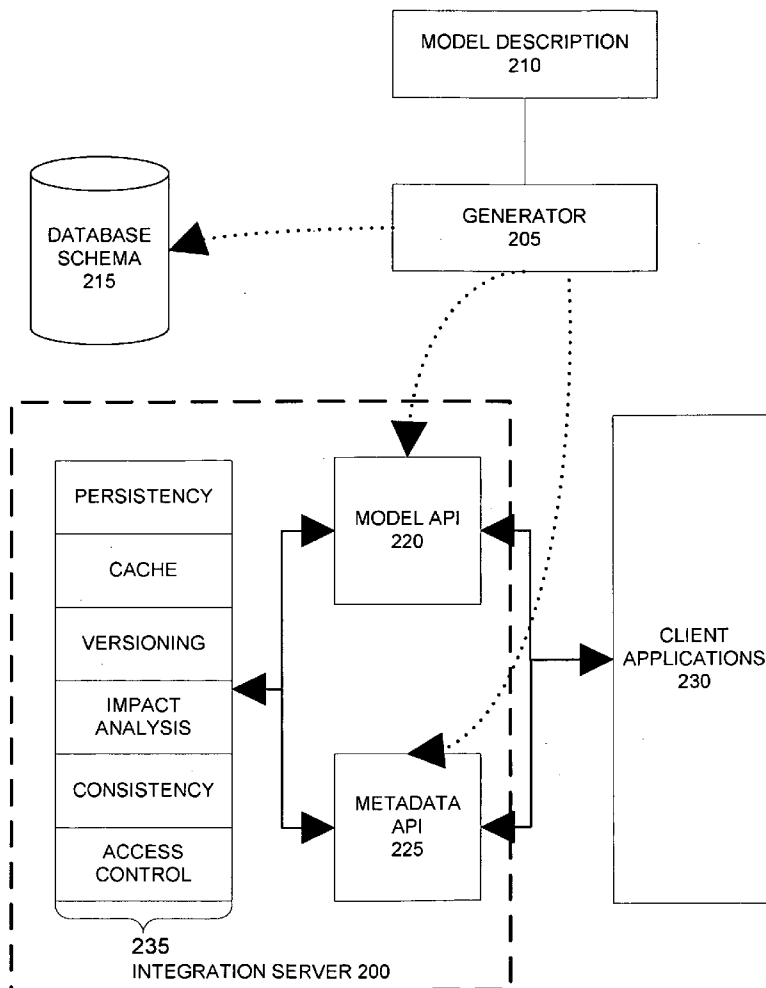 MODEL DESCRIPTION
210
GENERATOR
205
DATABASE
SCHEMA
215
PERSISTENCY
CACHE
VERSIONING
IMPACT
ANALYSIS
CONSISTENCY
ACCESS
CONTROL
235
INTEGRATION SERVER 200
MODEL API
220
METADATA
API
225
CLIENT
APPLICATIONS
230